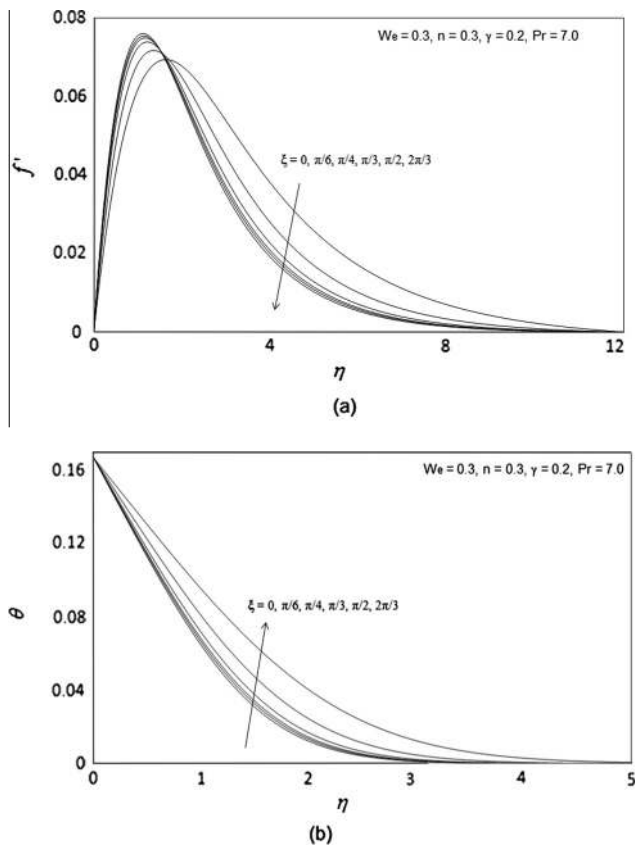 0.08
We = 0.3, n = 0.3, γ = 0.2, Pr = 7.0
0.06
ξ = 0, π/6, π/4, π/3, π/2, 2π/3
f'
0.04
0.02
0
0 4 8 12
η
(a)
0.16
We = 0.3, n = 0.3, γ = 0.2, Pr = 7.0
0.12
ξ = 0, π/6, π/4, π/3, π/2, 2π/3
θ
0.08
0.04
0
0 1 2 3 4 5
η
(b)